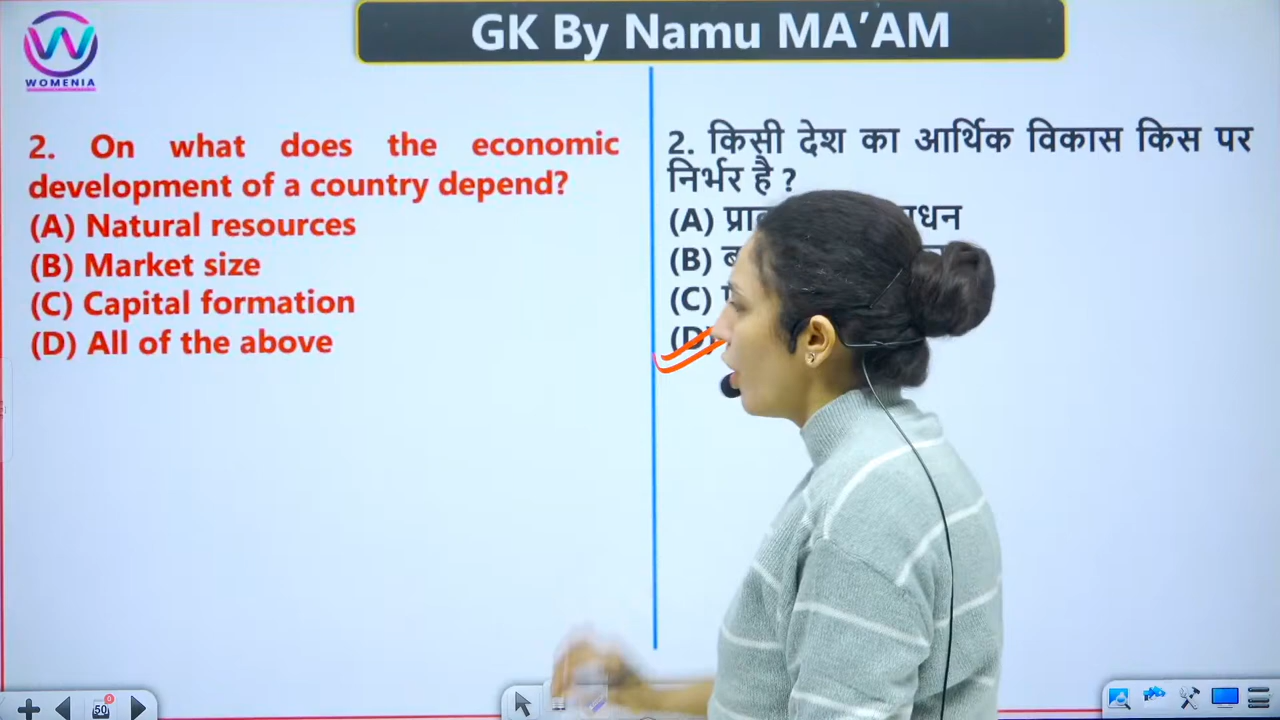 WOMENIA
GK By Namu MA’AM
2. On what does the economic
development of a country depend?
(A) Natural resources
(B) Market size
(C) Capital formation
(D) All of the above
2. किसी देश का आर्थिक विकास किस पर
निर्भर है ?
(A)
(B)
(C)
(D)
50